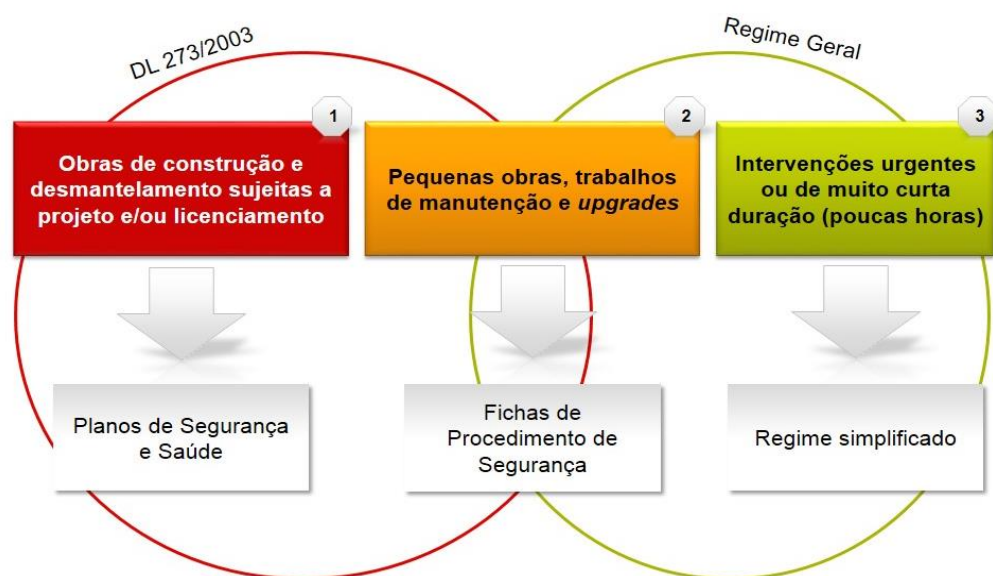 DL 273/2003
Regime Geral
1
Obras de construção e
desmantelamento sujeitas a
projeto e/ou licenciamento
2
Pequenas obras, trabalhos
de manutenção e upgrades
3
Intervenções urgentes
ou de muito curta
duração (poucas horas)
Planos de Segurança
e Saúde
Fichas de
Procedimento de
Segurança
Regime simplificado